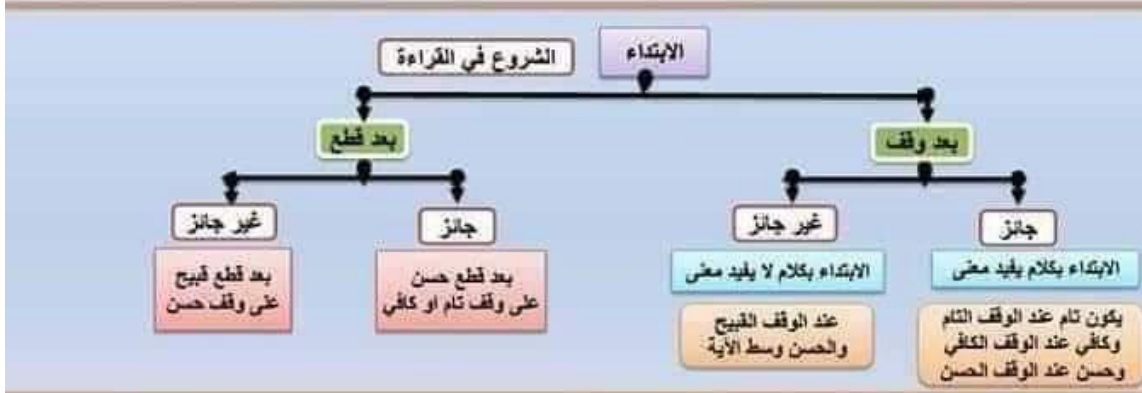 الابتداء
الشروع في القراءة
بعد وقف
بعد قطع
جائز
غير جائز
جائز
غير جائز
الابتداء بكلام يفيد معنى
الابتداء بكلام لا يفيد معنى
بعد قطع حسن
على وقف تام او كافي
بعد قطع قبيح
على وقف حسن
يكون تام عند الوقف التام
وكافي عند الوقف الكافي
وحسن عند الوقف الحسن
عند الوقف القبيح
والحسن وسط الآية